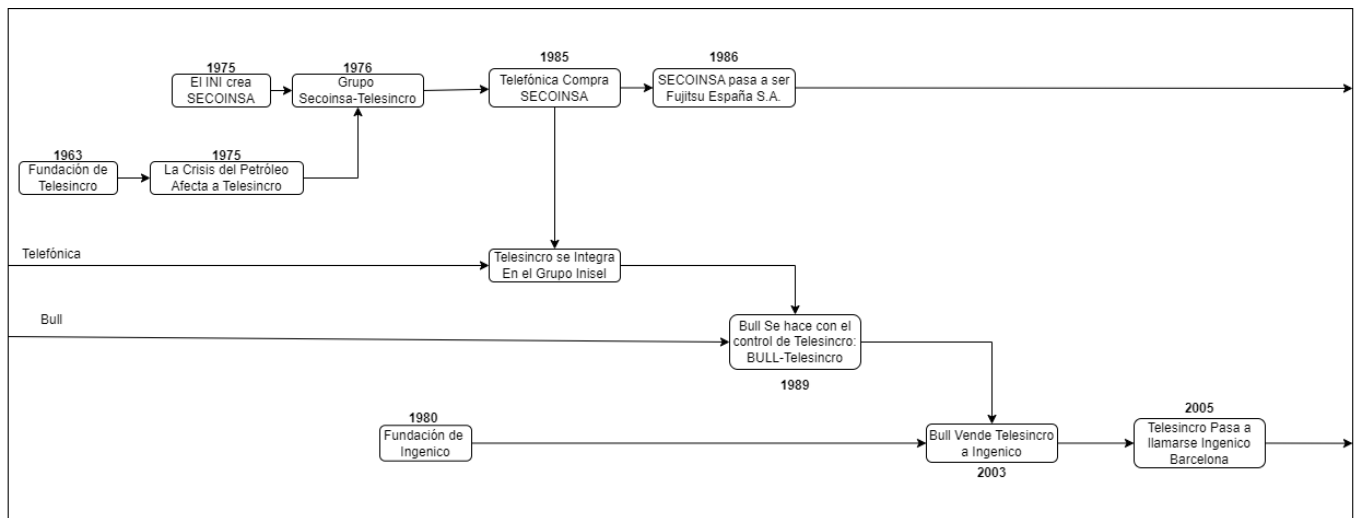 1975
El INI crea
SECOINSA
1976
Grupo
Secoinsa-Telesincro
1985
Telefónica Compra
SECOINSA
1986
SECOINSA pasa a ser
Fujitsu España S.A.
1963
Fundación de
Telesincro
1975
La Crisis del Petróleo
Afecta a Telesincro
Telefónica
Telesincro se Integra
En el Grupo Inisel
Bull
Bull Se hace con el
control de Telesincro:
BULL-Telesincro
1989
1980
Fundación de
Ingenico
Bull Vende Telesincro
a Ingenico
2003
2005
Telesincro Pasa a
llamarse Ingenico
Barcelona